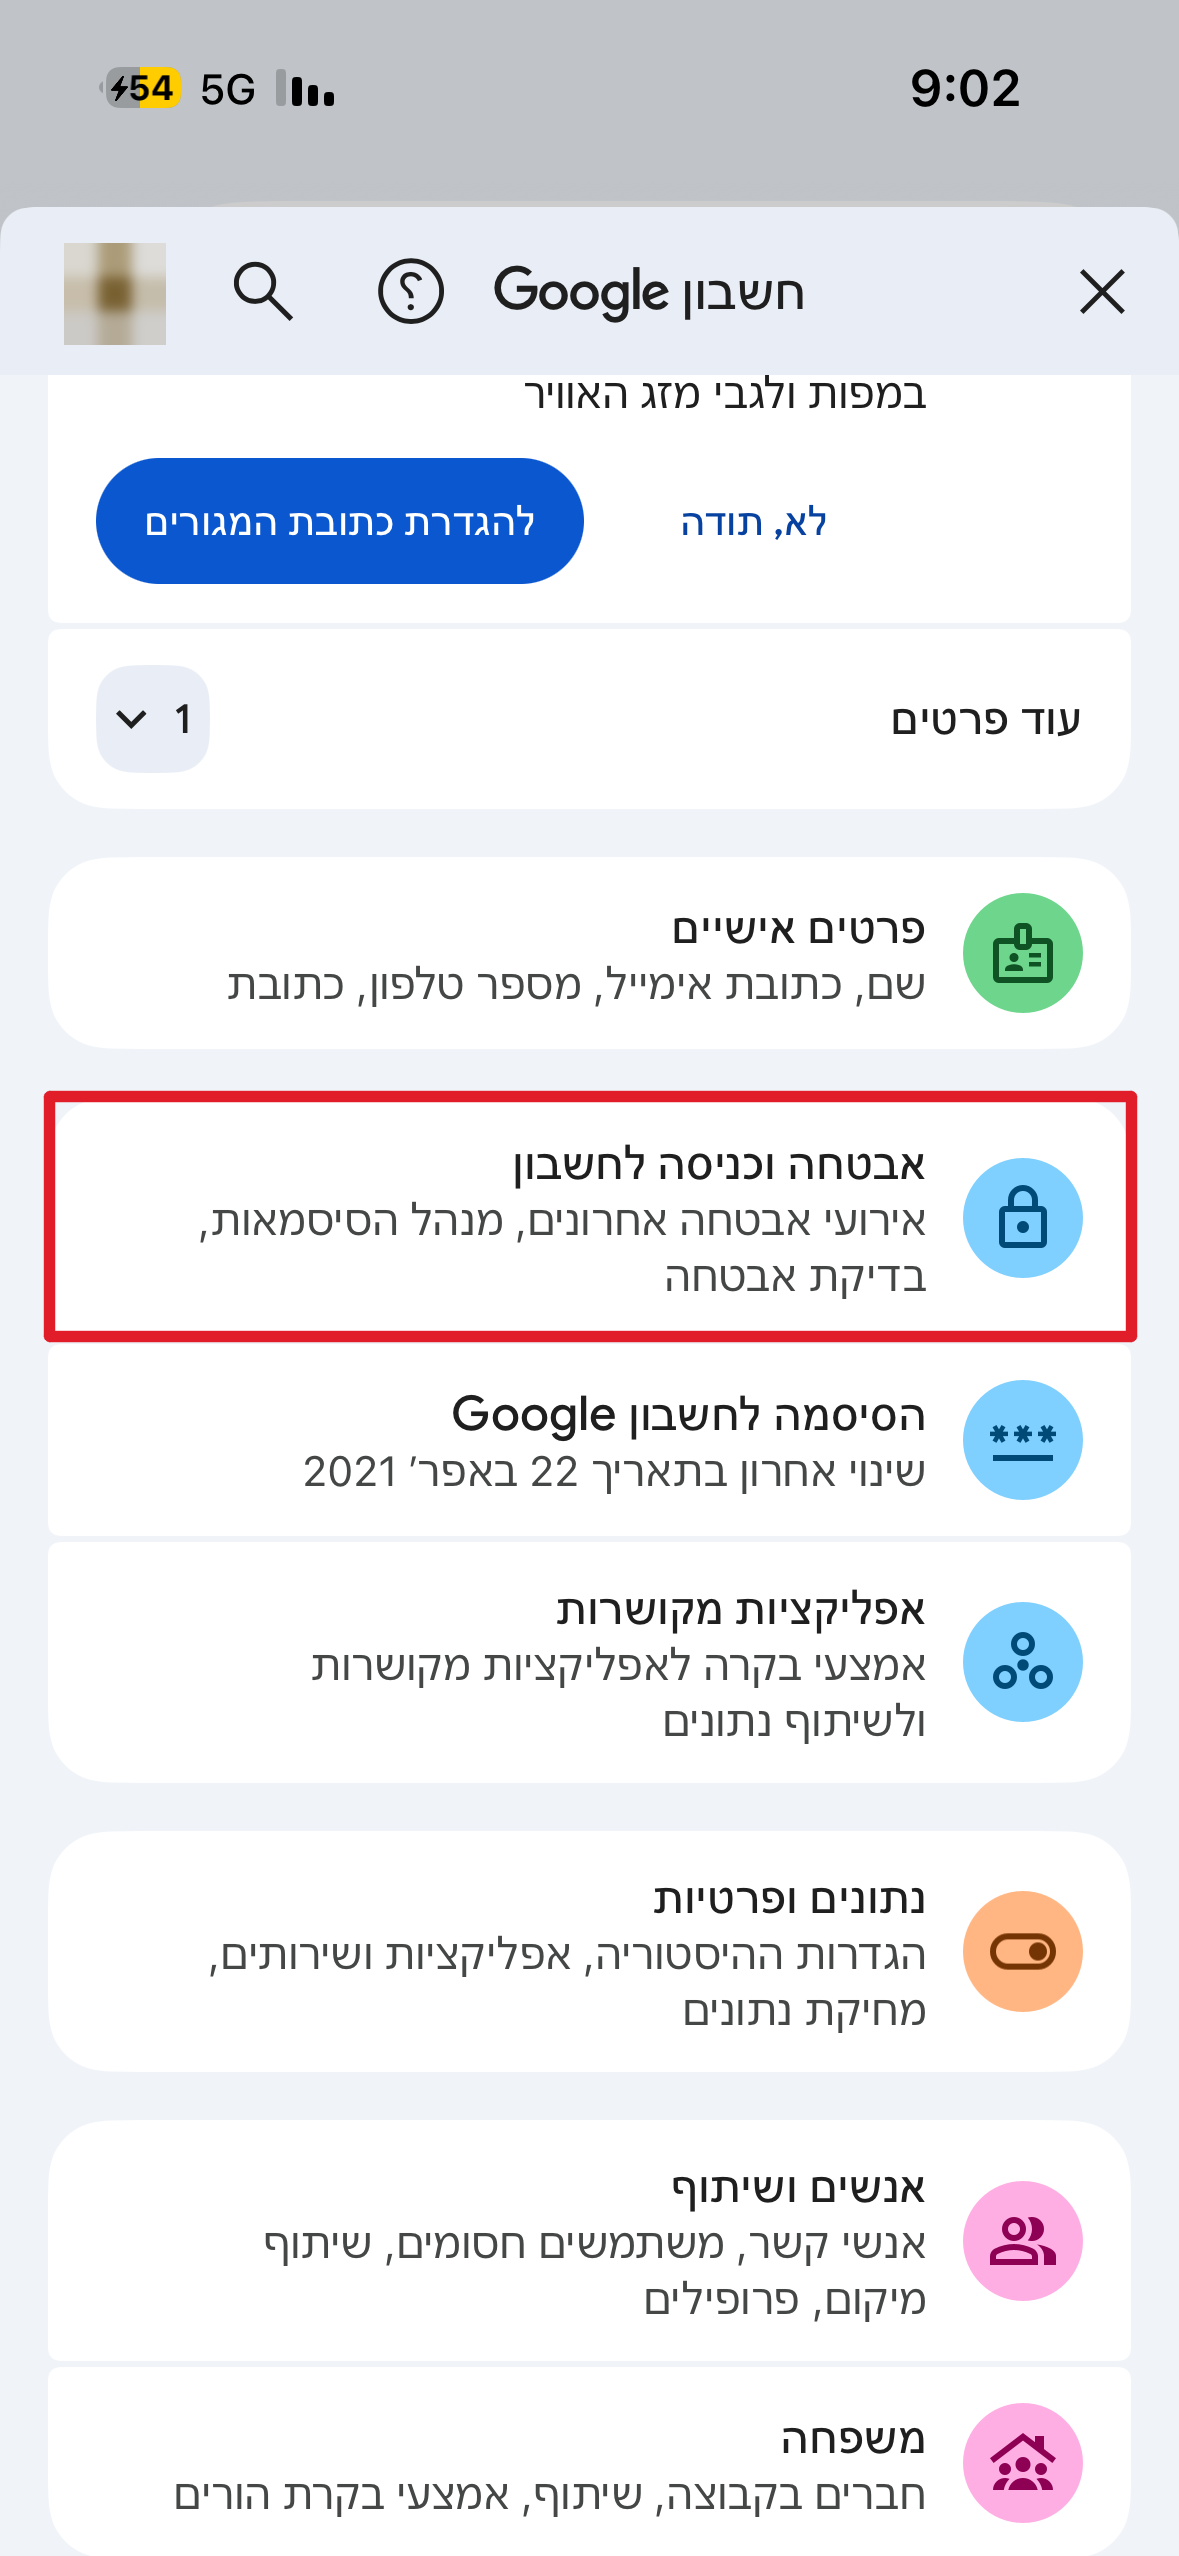 9:02
5G
54
חשבון Google
במפות ולגבי מזג האוויר
לא, תודה
להגדרת כתובת המגורים
עוד פרטים
1
פרטים אישיים
שם, כתובת אימייל, מספר טלפון, כתובת
אבטחה וכניסה לחשבון
אירועי אבטחה אחרונים, מנהל הסיסמאות,
בדיקת אבטחה
הסיסמה לחשבון Google
שינוי אחרון בתאריך 22 באפר׳ 2021
אפליקציות מקושרות
אמצעי בקרה לאפליקציות מקושרות
ולשיתוף נתונים
נתונים ופרטיות
הגדרות ההיסטוריה, אפליקציות ושירותים,
מחיקת נתונים
אנשים ושיתוף
אנשי קשר, משתמשים חסומים, שיתוף
מיקום, פרופילים
משפחה
חברים בקבוצה, שיתוף, אמצעי בקרת הורים